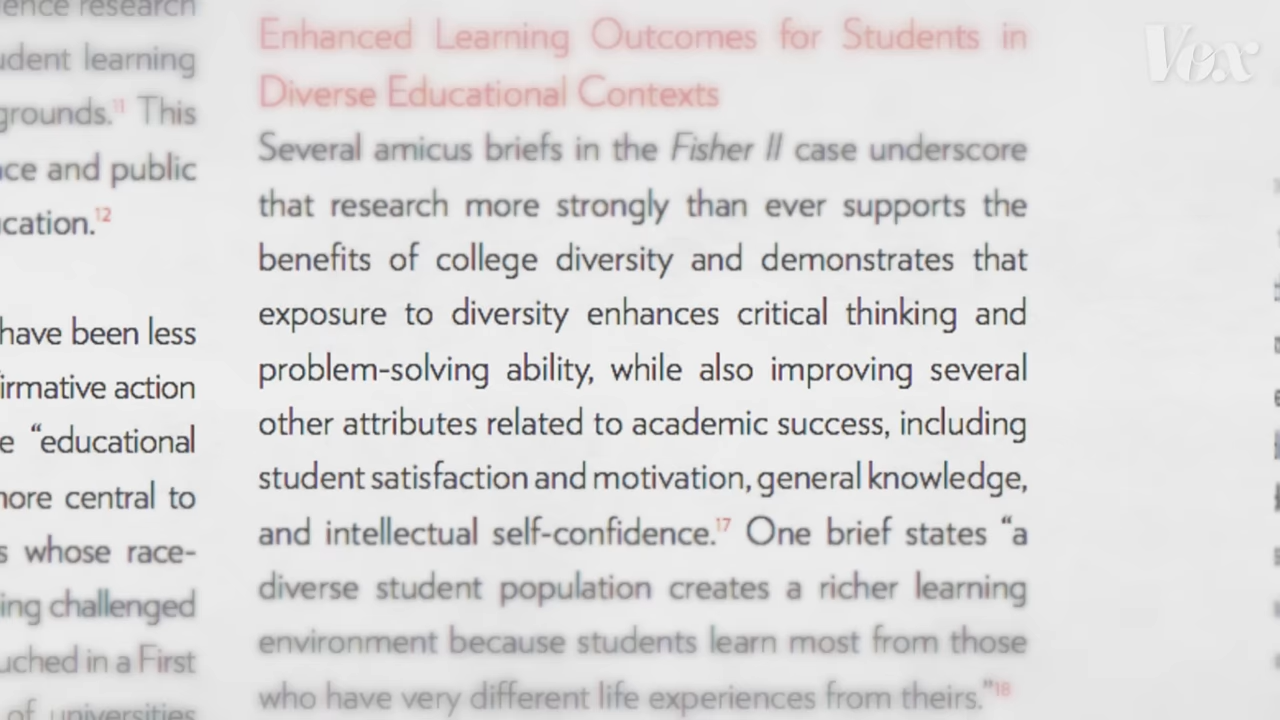 Vox
ence research
udent learning
grounds.11 This
ce and public
cation.12
have been less
irmative action
e “educational
nore central to
s whose race-
ing challenged
uched in a First
of universities
Enhanced Learning Outcomes for Students in
Diverse Educational Contexts
Several amicus briefs in the Fisher II case underscore
that research more strongly than ever supports the
benefits of college diversity and demonstrates that
exposure to diversity enhances critical thinking and
problem-solving ability, while also improving several
other attributes related to academic success, including
student satisfaction and motivation, general knowledge,
and intellectual self-confidence.17 One brief states “a
diverse student population creates a richer learning
environment because students learn most from those
who have very different life experiences from theirs.”18